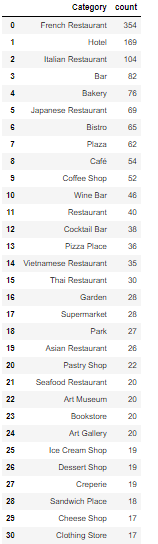 Category count
0 French Restaurant 354
1 Hotel 169
2 Italian Restaurant 104
3 Bar 82
4 Bakery 76
5 Japanese Restaurant 69
6 Bistro 65
7 Plaza 62
8 Café 54
9 Coffee Shop 52
10 Wine Bar 46
11 Restaurant 40
12 Cocktail Bar 38
13 Pizza Place 36
14 Vietnamese Restaurant 35
15 Thai Restaurant 30
16 Garden 28
17 Supermarket 28
18 Park 27
19 Asian Restaurant 26
20 Pastry Shop 22
21 Seafood Restaurant 20
22 Art Museum 20
23 Bookstore 20
24 Art Gallery 20
25 Ice Cream Shop 19
26 Dessert Shop 19
27 Creperie 19
28 Sandwich Place 18
29 Cheese Shop 17
30 Clothing Store 17